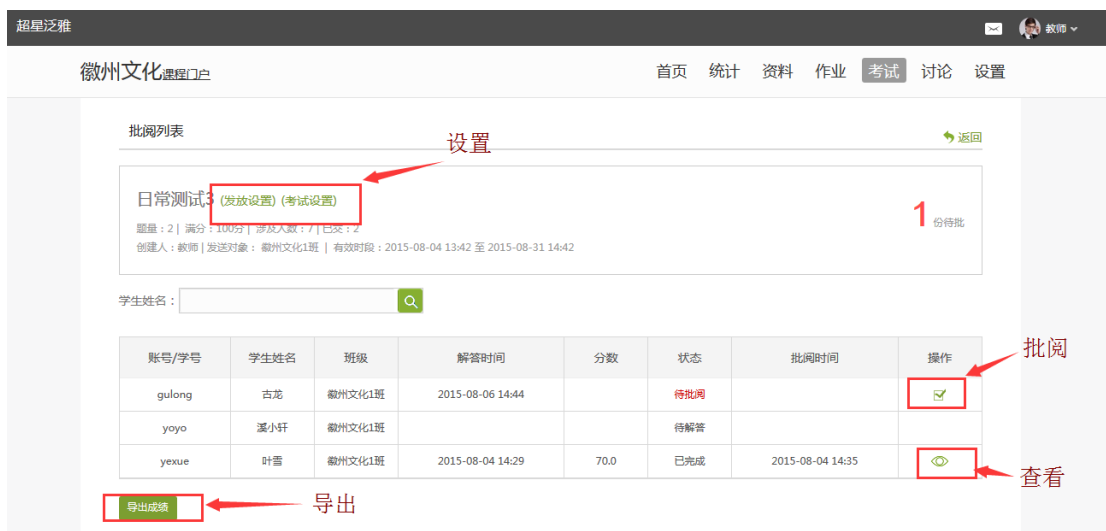 超星泛雅 教师
徽州文化课程门户 首页 统计 资料 作业 考试 讨论 设置
批阅列表 设置 返回
日常测试3 (发放设置) (考试设置)
题量：2 | 满分：100分 | 涉及人数：7 | 已交：2 1 份待批
创建人：教师 | 发送对象： 徽州文化1班 | 有效时段：2015-08-04 13:42 至 2015-08-31 14:42
学生姓名：
账号/学号 学生姓名 班级 解答时间 分数 状态 批阅时间 操作 批阅
gulong 古龙 徽州文化1班 2015-08-06 14:44 待批阅
yoyo 溪小轩 徽州文化1班 待解答
yexue 叶雪 徽州文化1班 2015-08-04 14:29 70.0 已完成 2015-08-04 14:35
查看
导出成绩 导出